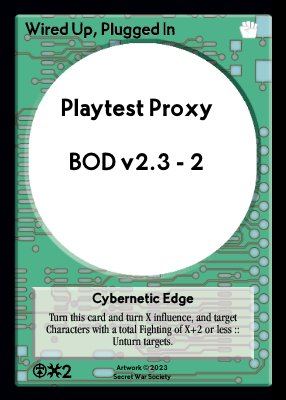 Wired Up, Plugged In
Playtest Proxy
BOD v2.3 - 2
Cybernetic Edge
Turn this card and turn X influence, and target
Characters with a total Fighting of X+2 or less ::
Unturn targets.
2
Artwork © 2023
Secret War Society